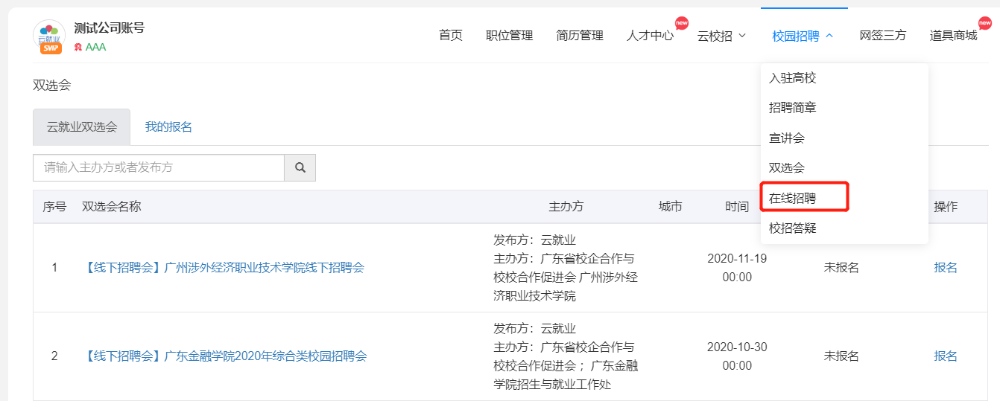 测试公司账号
云就业
SVIP
AAA
首页 职位管理 简历管理 人才中心 new 云校招 校园招聘 网签三方 道具商城 new
双选会
云就业双选会 我的报名
请输入主办方或者发布方
入驻高校
招聘简章
宣讲会
双选会
在线招聘
校招答疑
序号 双选会名称 主办方 城市 时间 操作
1 【线下招聘会】广州涉外经济职业技术学院线下招聘会
发布方：云就业
主办方：广东省校企合作与
校校合作促进会 广州涉外经
济职业技术学院
2020-11-19
00:00
未报名
报名
2 【线下招聘会】广东金融学院2020年综合类校园招聘会
发布方：云就业
主办方：广东省校企合作与
校校合作促进会 ；广东金融
学院招生与就业工作处
2020-10-30
00:00
未报名
报名